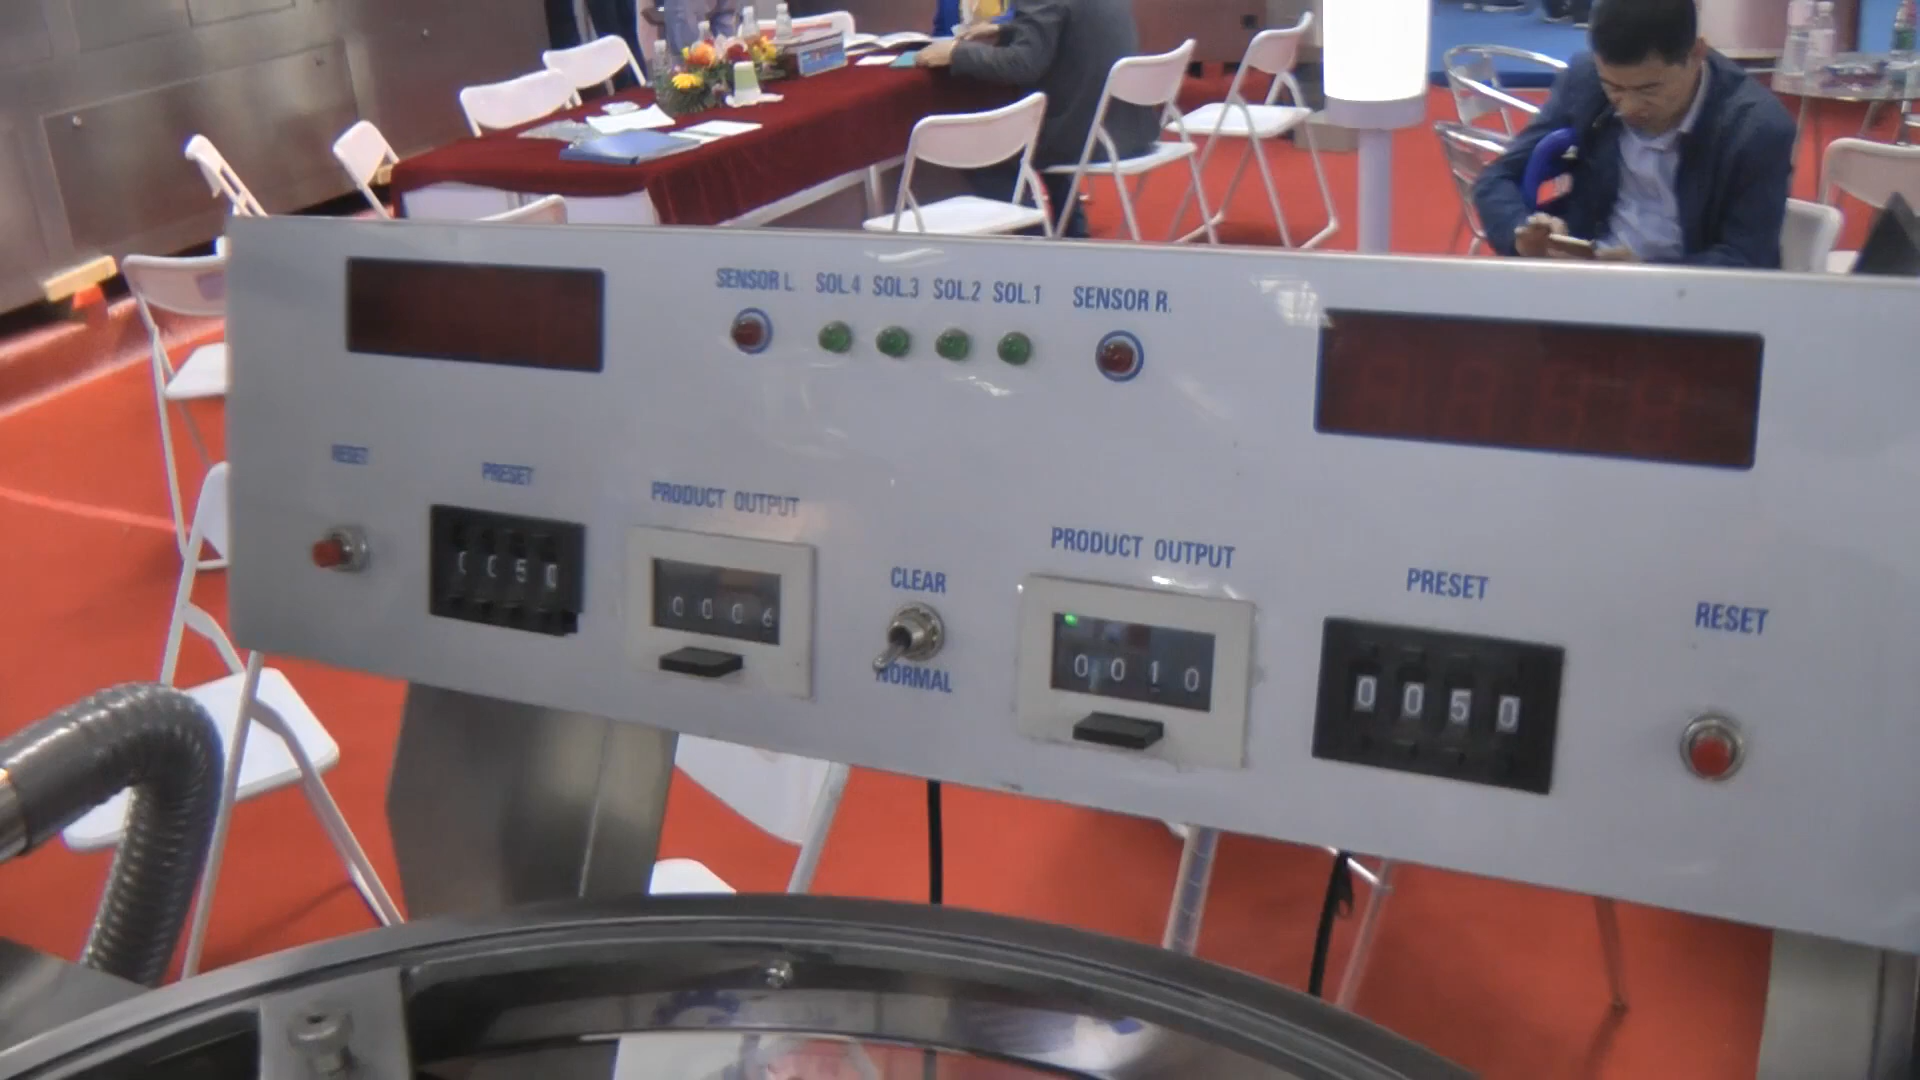 SENSOR L. SOL.4 SOL.3 SOL.2 SOL.1 SENSOR R.
RESET
PRESET
PRODUCT OUTPUT
0050
0006
CLEAR
NORMAL
PRODUCT OUTPUT
0010
PRESET
0050
RESET